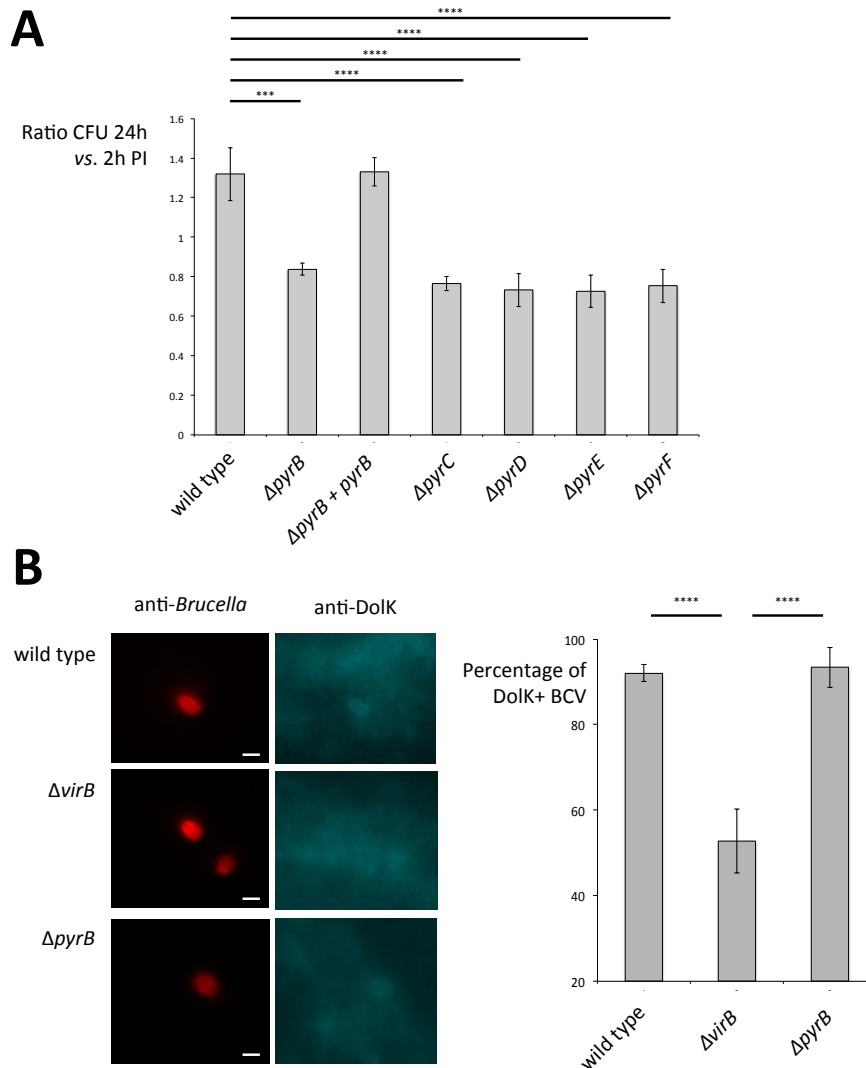 A
****
****
****
****
***
Ratio CFU 24h
vs. 2h PI
1.6
1.4
1.2
1
0.8
0.6
0.4
0.2
0
wild type
ΔpyrB
ΔpyrB + pyrB
ΔpyrC
ΔpyrD
ΔpyrE
ΔpyrF
B
anti-Brucella
anti-DolK
wild type
ΔvirB
ΔpyrB
**** ****
Percentage of
DolK+ BCV
100
80
60
40
20
wild type
ΔvirB
ΔpyrB